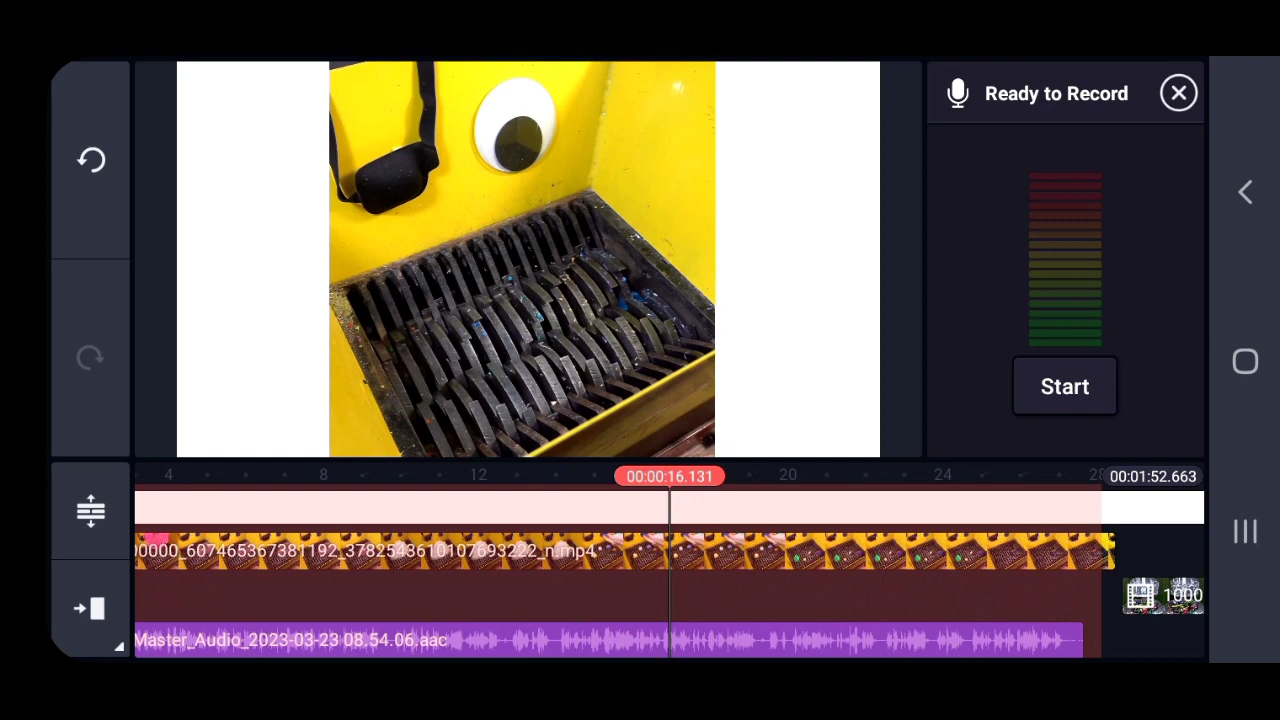 Ready to Record
Start
4 8 12 00:00:16.131 20 24 28 00:01:52.663
00000_607465367381192_3782543610107693222_n.mp4
1000
Master_Audio_2023-03-23 08.54.06.aac